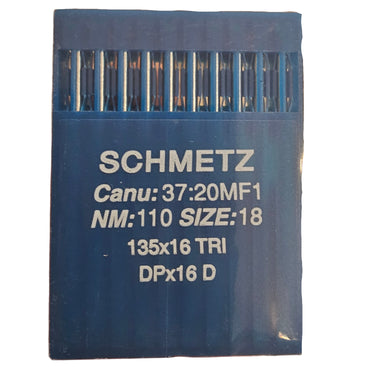 SCHMETZ
Canu: 37:20MF1
NM:110 SIZE:18
135x16 TRI
DPx16 D